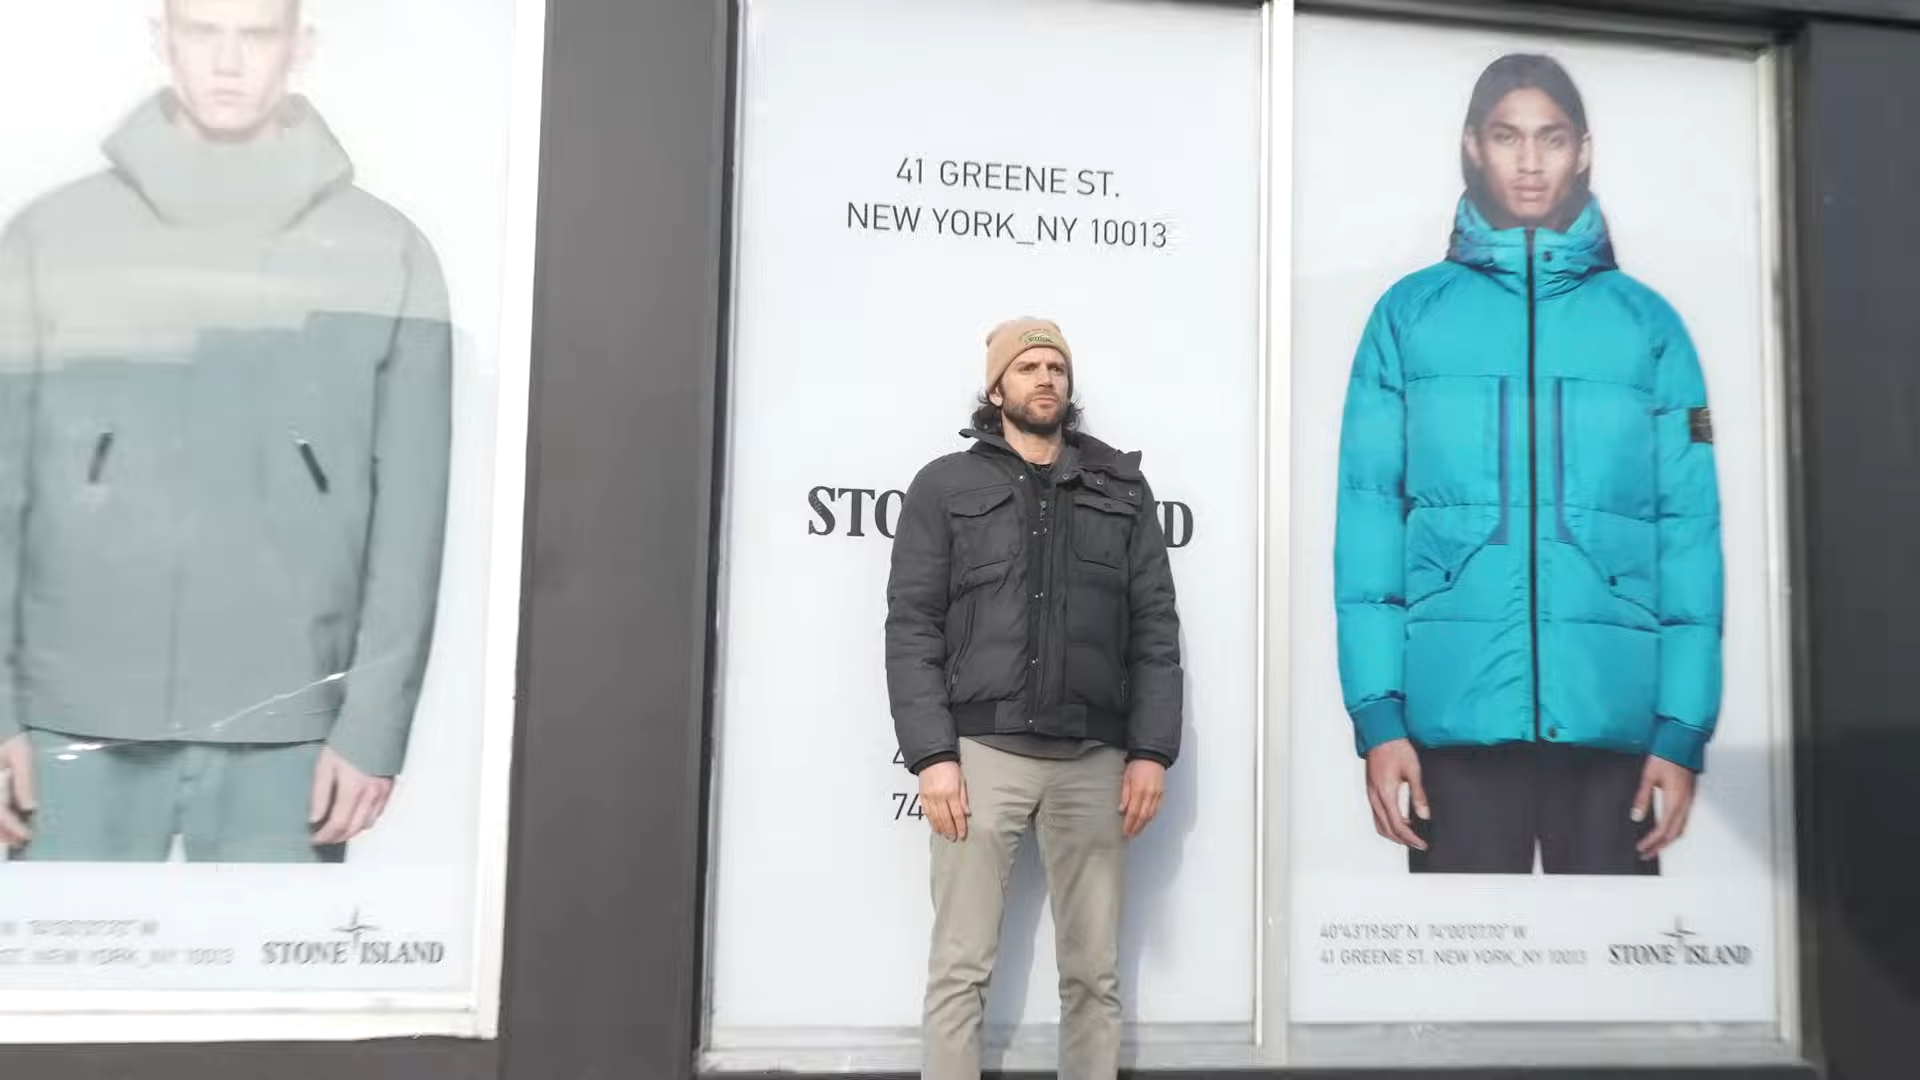 41 GREENE ST.
NEW YORK_NY 10013
STO ND
74
NEW YORK_NY 10013
STONE ISLAND
40°43'19.50" N 74°00'07.70" W
41 GREENE ST. NEW YORK_NY 10013
STONE ISLAND